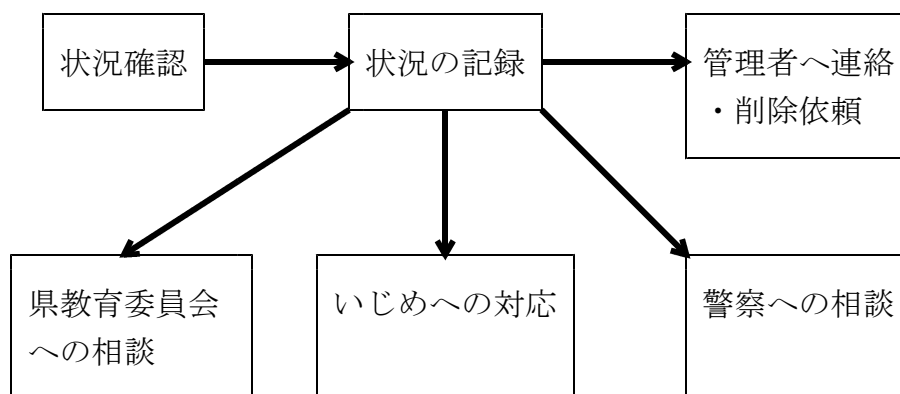 状況確認
状況の記録
管理者へ連絡
・削除依頼
県教育委員会
への相談
いじめへの対応
警察への相談